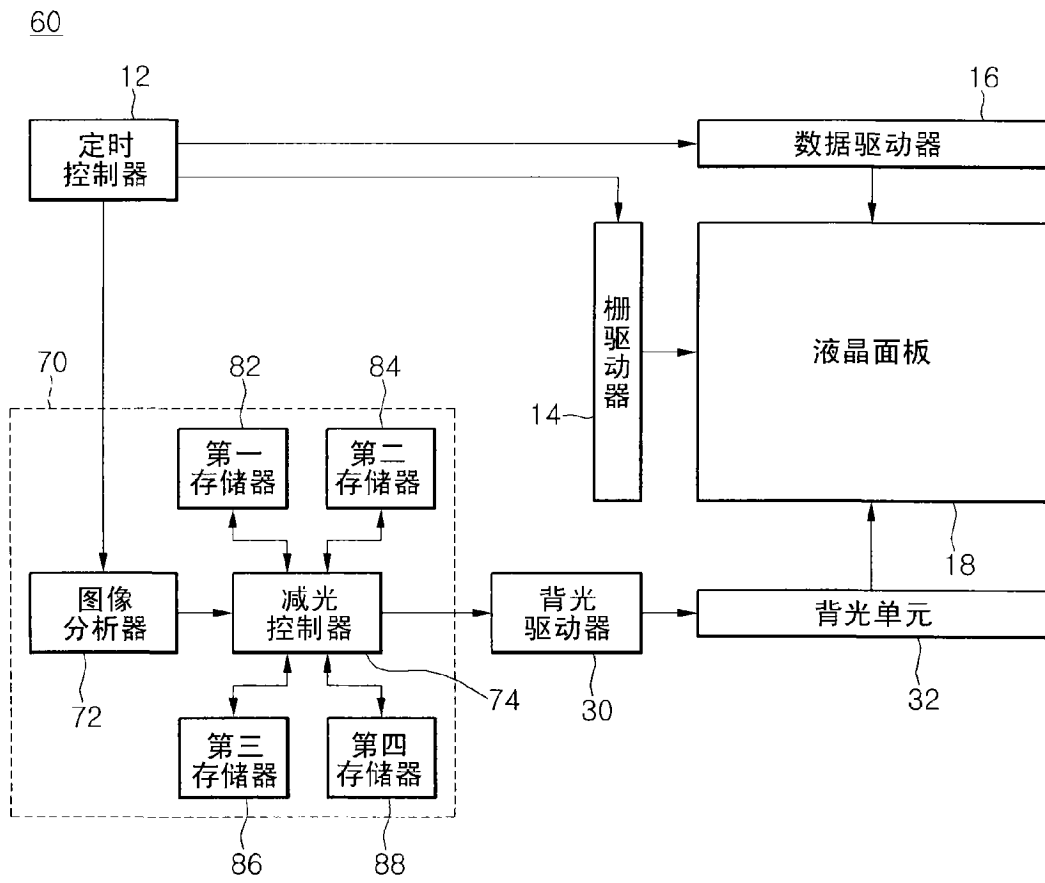 60
12
定时
控制器
16
数据驱动器
栅驱动器
14
液晶面板
18
70
82
第一
存储器
84
第二
存储器
图像
分析器
72
减光
控制器
74
背光
驱动器
30
背光单元
32
第三
存储器
86
第四
存储器
88